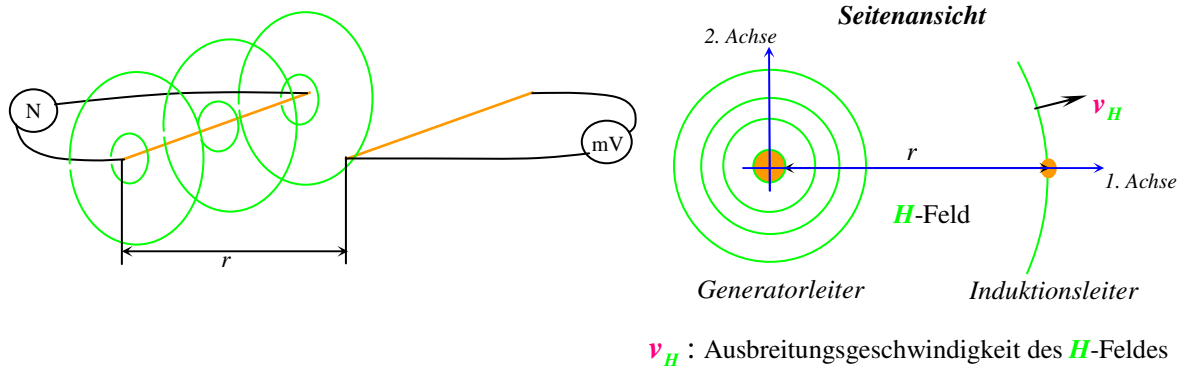 N
mV
r
Seitenansicht
2. Achse
v_H
r
1. Achse
H-Feld
Generatorleiter
Induktionsleiter
v_H : Ausbreitungsgeschwindigkeit des H-Feldes